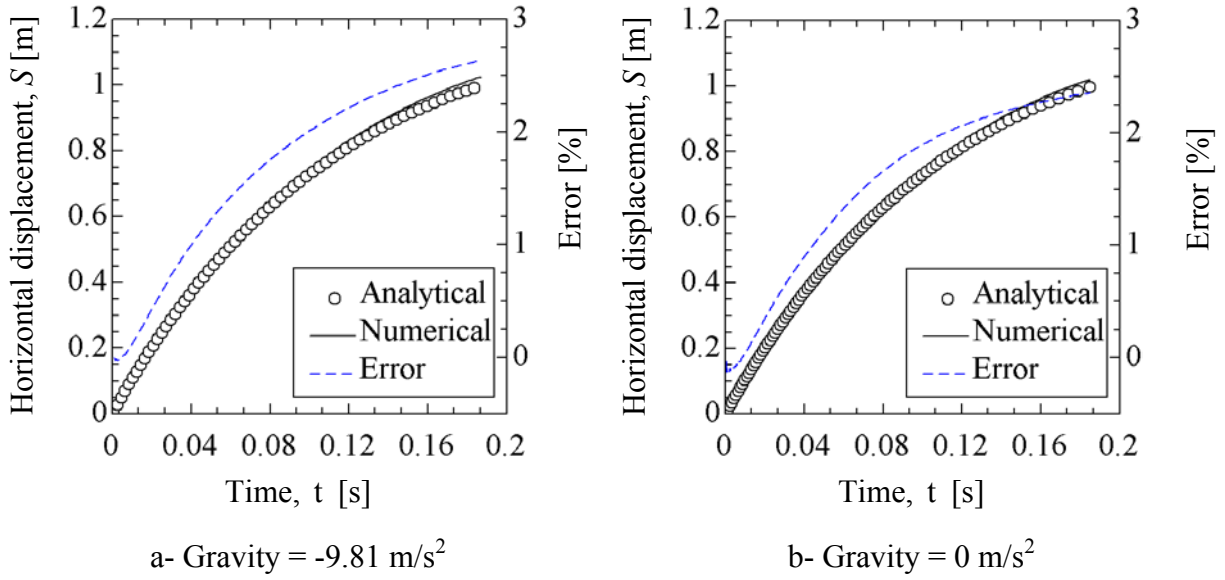 Horizontal displacement, S [m]
1.2
1
0.8
0.6
0.4
0.2
0
3
2
1
0
Error [%]
Analytical
Numerical
Error
0
0.04
0.08
0.12
0.16
0.2
Time, t [s]
a- Gravity = -9.81 m/s²
Horizontal displacement, S [m]
1.2
1
0.8
0.6
0.4
0.2
0
3
2
1
0
Error [%]
Analytical
Numerical
Error
0
0.04
0.08
0.12
0.16
0.2
Time, t [s]
b- Gravity = 0 m/s²